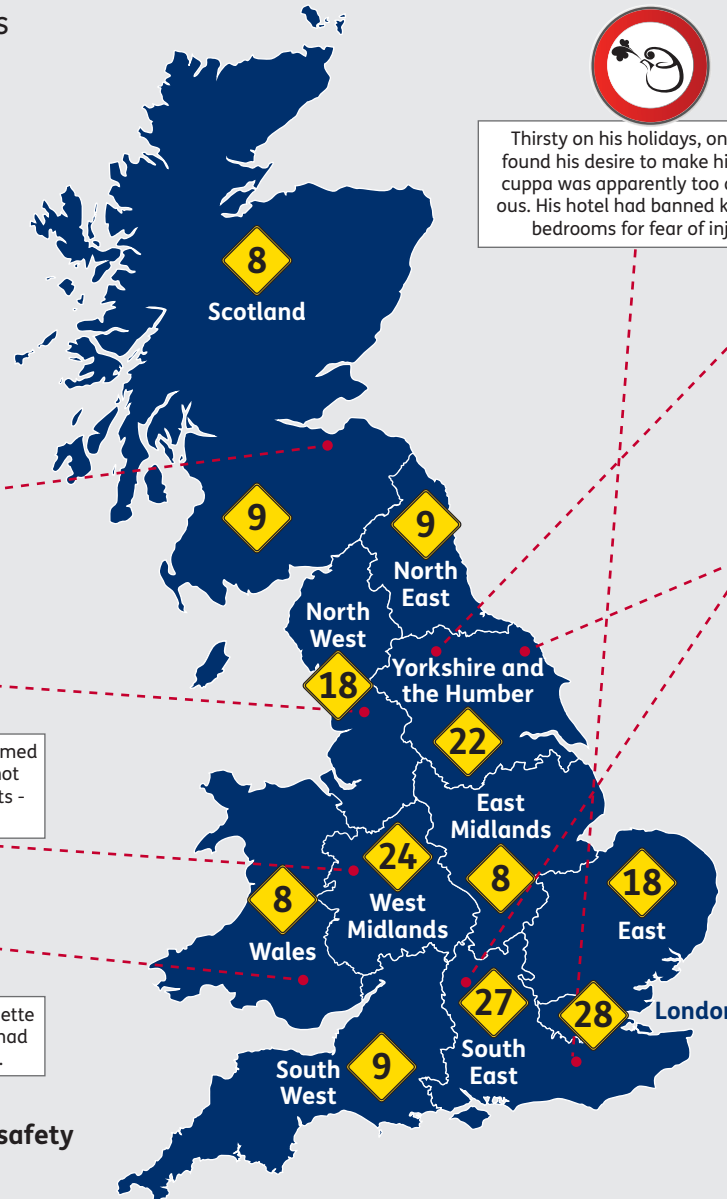 s
Thirsty on his holidays, on
found his desire to make hi
cuppa was apparently too
ous. His hotel had banned k
bedrooms for fear of inj
8
Scotland
9
9
North
East
North
West
18
Yorkshire and
the Humber
22
med
not
ts -
East
Midlands
24
West
Midlands
8
18
East
8
Wales
ette
had
.
27
South
East
28
London
South
West
9
safety